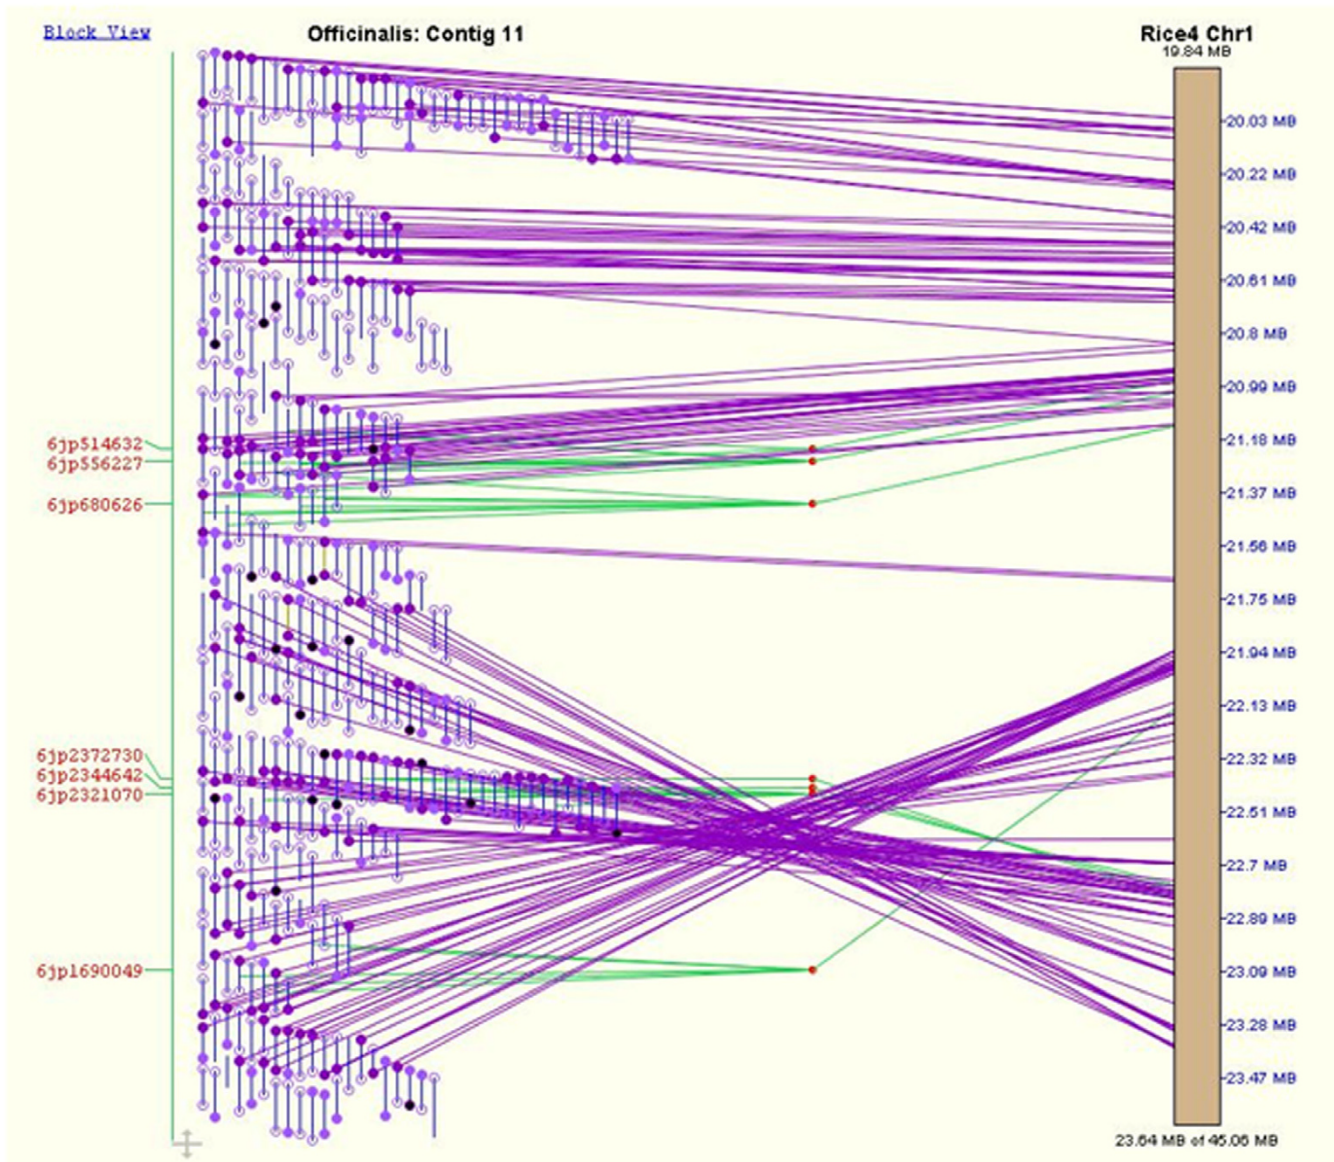 Block View
Officinalis: Contig 11
Rice4 Chr1
19.84 MB
20.03 MB
20.22 MB
20.42 MB
20.61 MB
20.8 MB
20.99 MB
6jp514632
21.18 MB
6jp556227
21.37 MB
6jp680626
21.56 MB
21.75 MB
21.94 MB
22.13 MB
6jp2372730
22.32 MB
6jp2344642
6jp2321070
22.51 MB
22.7 MB
22.89 MB
6jp1690049
23.09 MB
23.28 MB
23.47 MB
23.64 MB of 45.06 MB